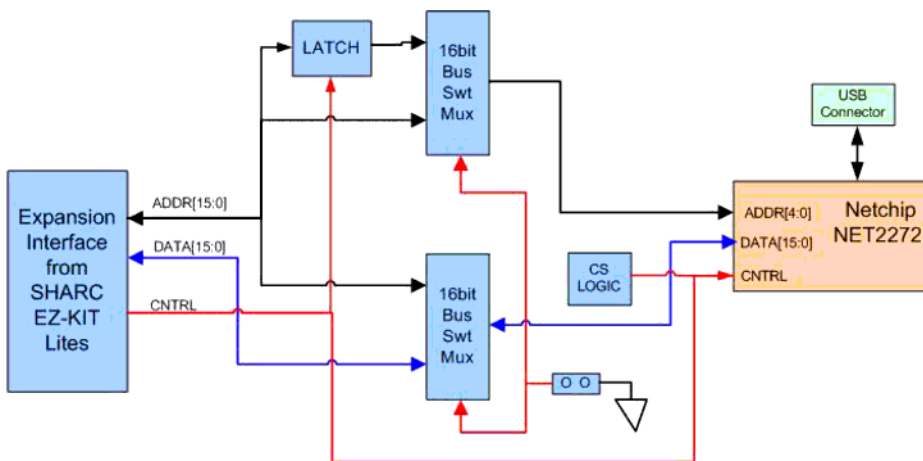 LATCH
16bit
Bus
Swt
Mux
USB
Connector
Expansion
Interface
from
SHARC
EZ-KIT
Lites
ADDR[15:0]
DATA[15:0]
CNTRL
16bit
Bus
Swt
Mux
CS
LOGIC
Netchip
NET2272
ADDR[4:0]
DATA[15:0]
CNTRL